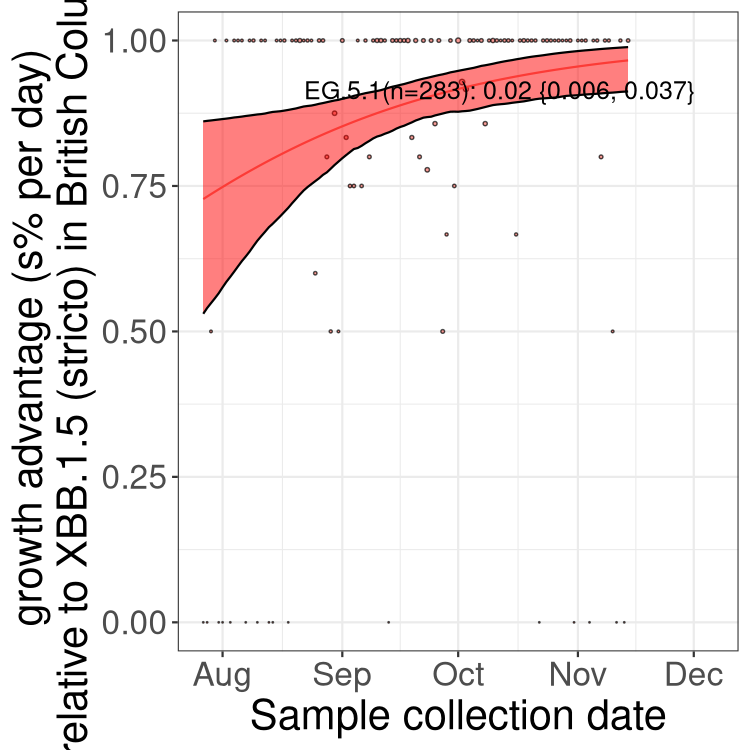 growth advantage (s% per day)
relative to XBB.1.5 (stricto) in British Colu
1.00
0.75
0.50
0.25
0.00
EG.5.1(n=283): 0.02 {0.006, 0.037}
Aug Sep Oct Nov Dec
Sample collection date